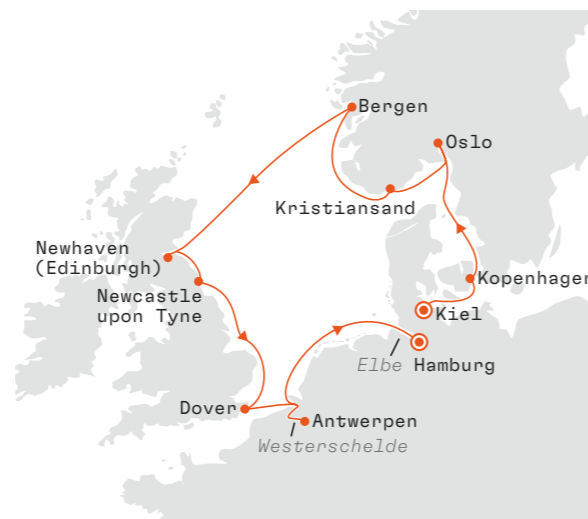 Bergen
Oslo
Kristiansand
Newhaven
(Edinburgh)
Newcastle
upon Tyne
Kopenhagen
Kiel
Elbe
Hamburg
Dover
Antwerpen
Westerschelde